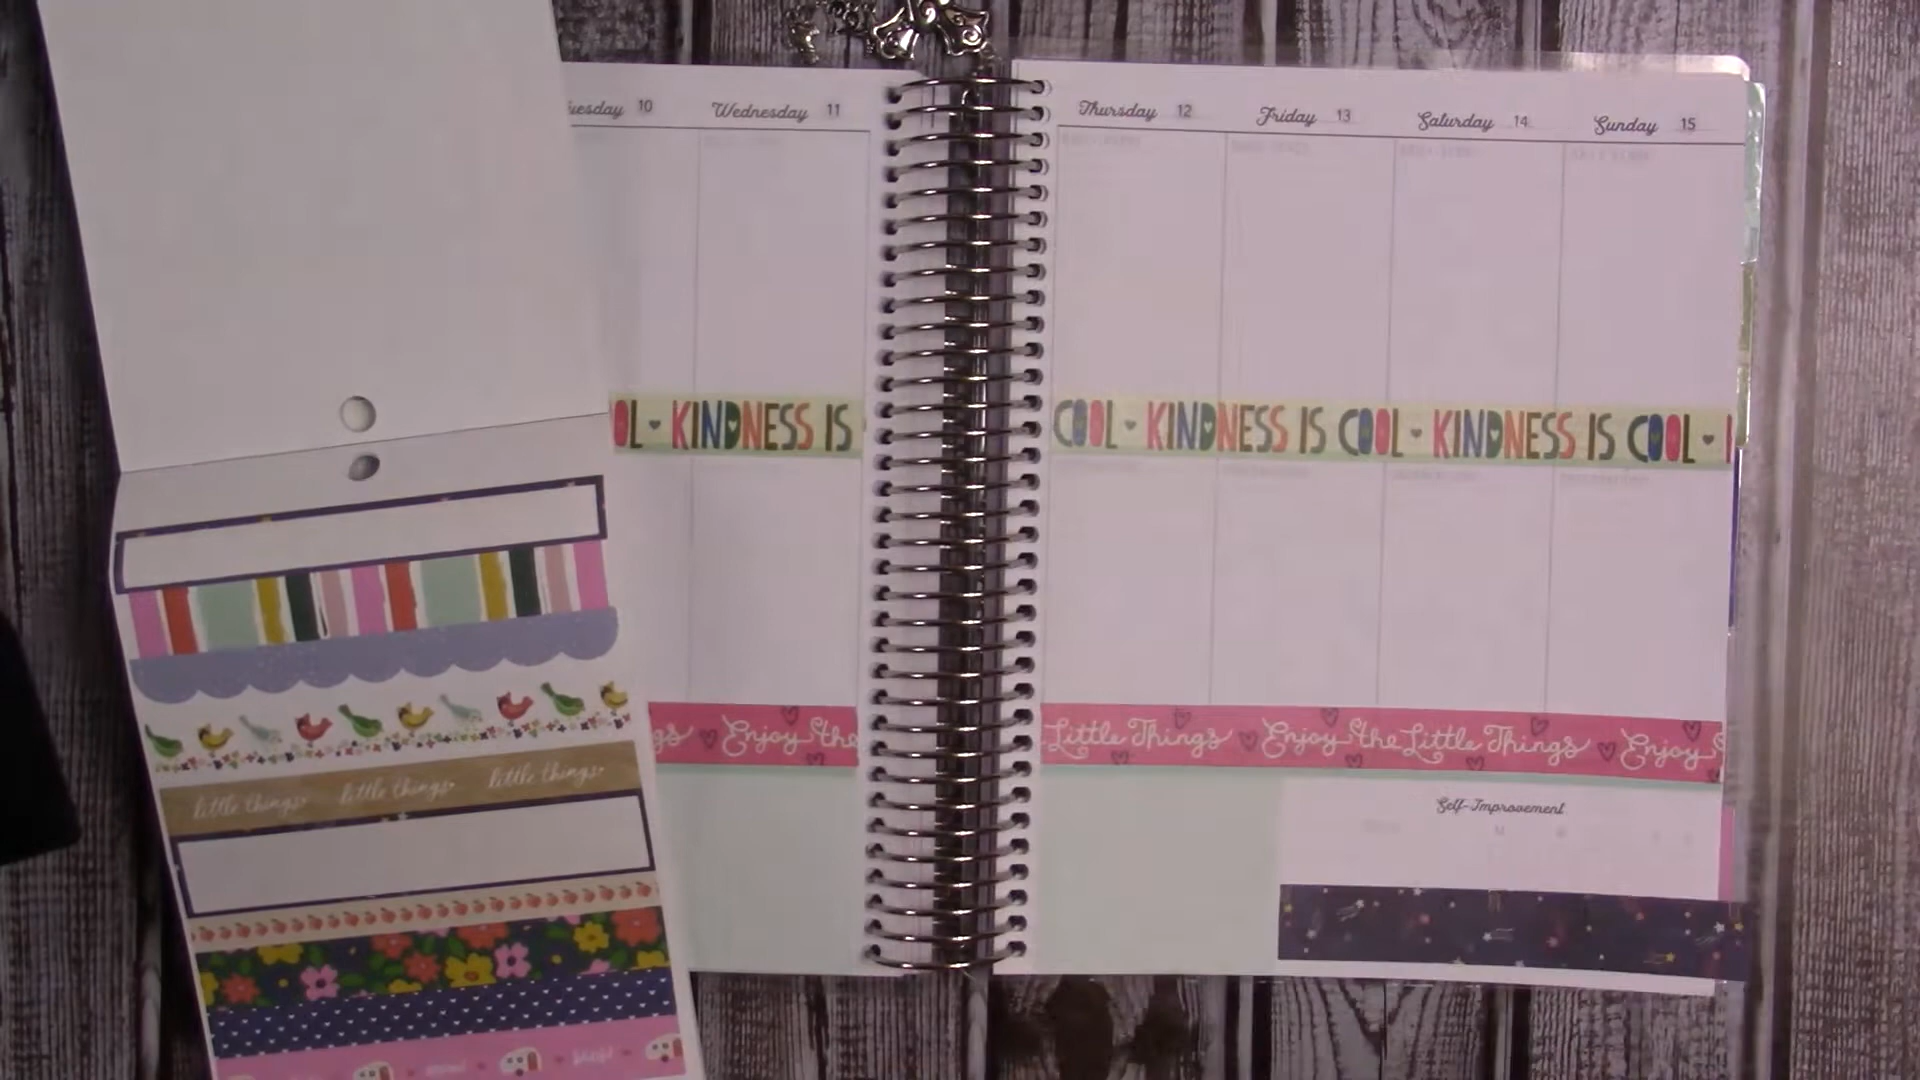 uesday 10 Wednesday 11 Thursday 12 Friday 13 Saturday 14 Sunday 15
OL KINDNESS IS COOL KINDNESS IS COOL KINDNESS IS COOL
gs Enjoy the Little Things Enjoy the Little Things Enjoy
little things little things little things
Self-Improvement
M